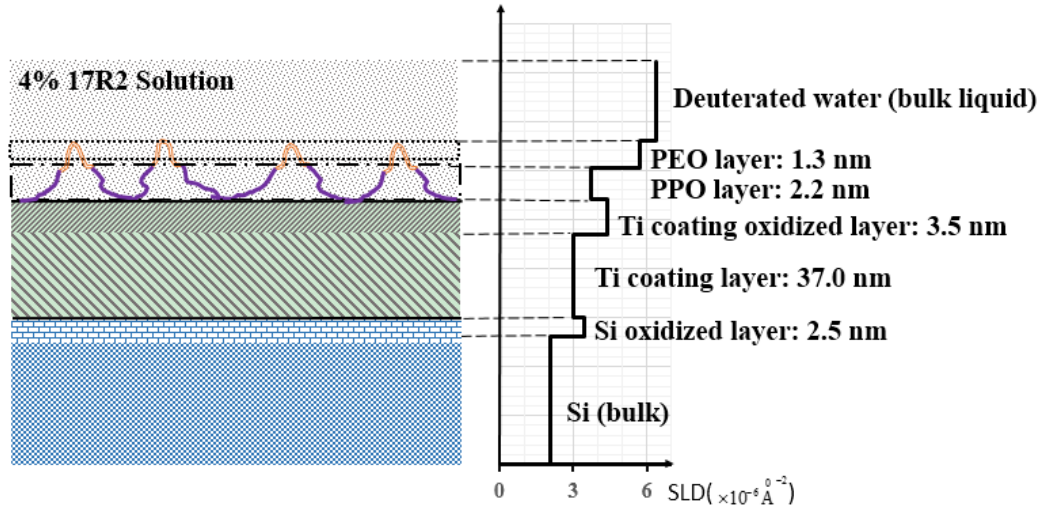 4% 17R2 Solution
Deuterated water (bulk liquid)
PEO layer: 1.3 nm
PPO layer: 2.2 nm
Ti coating oxidized layer: 3.5 nm
Ti coating layer: 37.0 nm
Si oxidized layer: 2.5 nm
Si (bulk)
0 3 6 SLD(×10⁻⁶ Å⁻²)